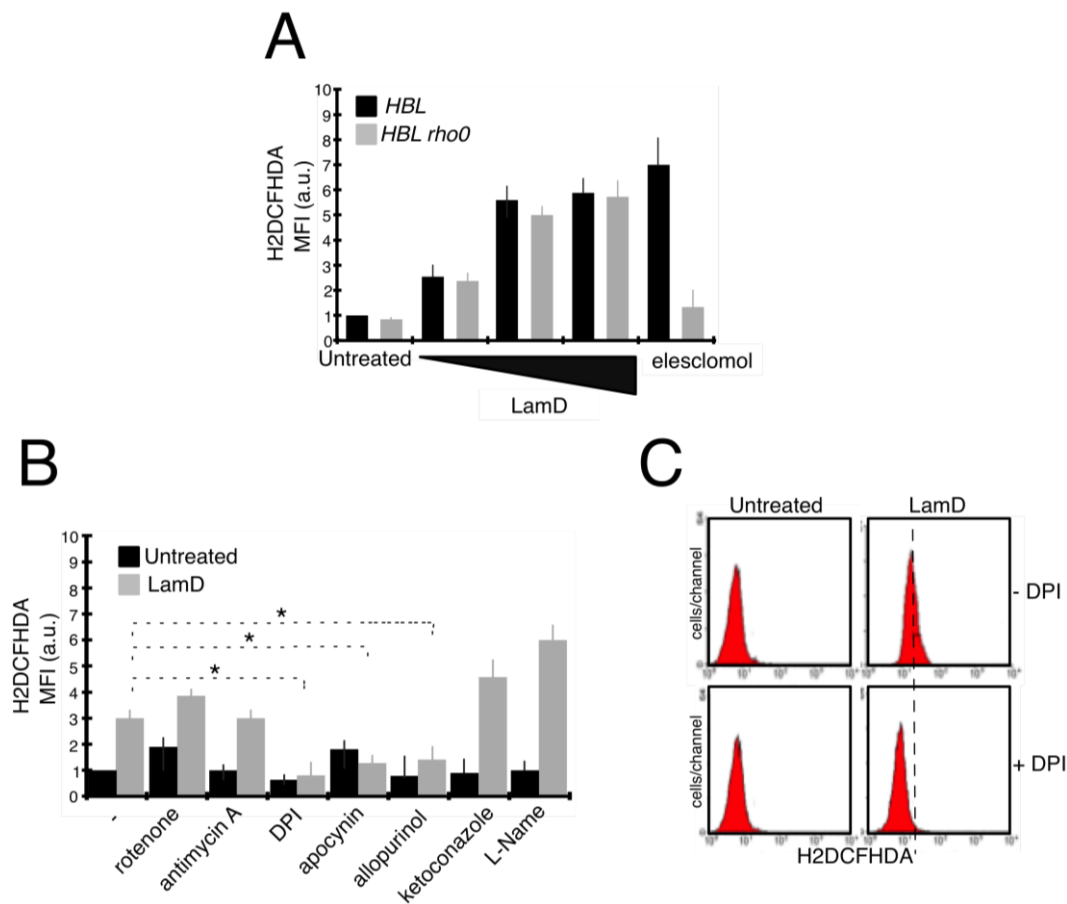 A
10
9
8
7
6
5
4
3
2
1
0
H2DCFHDA
MFI (a.u.)
HBL
HBL rho0
Untreated
elesclomol
LamD
B
10
9
8
7
6
5
4
3
2
1
0
H2DCFHDA
MFI (a.u.)
Untreated
LamD
*
*
*
-
rotenone
antimycin A
DPI
apocynin
allopurinol
ketoconazole
L-Name
C
Untreated
LamD
cells/channel
- DPI
cells/channel
+ DPI
H2DCFHDA